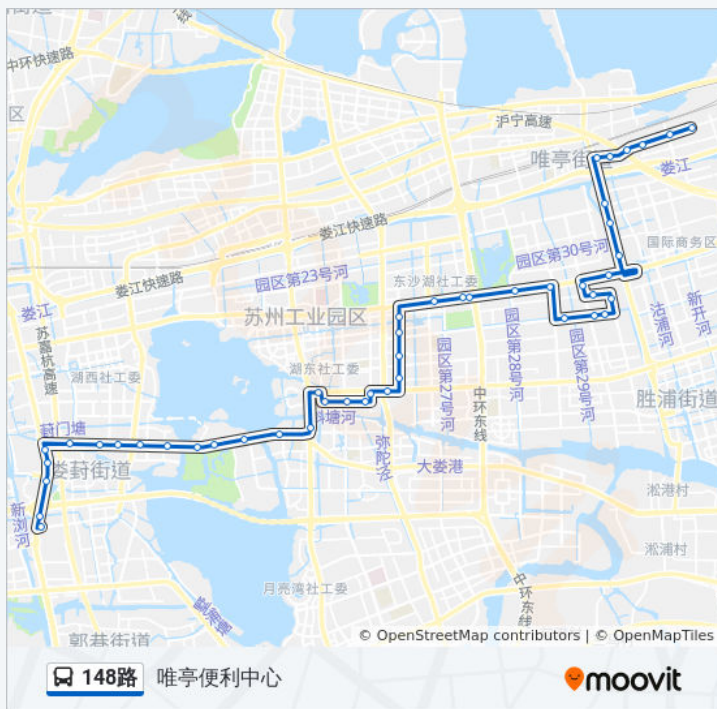 中环快速路
区
沪宁高速
唯亭街
娄江
娄江快速路
园区第30号河
国际商务区
园区第23号河
东沙湖社工委
娄江快速路
娄江
苏州工业园区
沽浦河
新开河
苏嘉杭高速
湖东社工委
园区第27号河
园区第28号河
园区第29号河
湖西社工委
中环东线
胜浦街道
葑门塘
斜塘河
弥陀泾
娄葑街道
大娄港
新浏河
淞港村
淞浦村
月亮湾社工委
中环东线
郭巷街道
© OpenStreetMap contributors | © OpenMapTiles
148路 唯亭便利中心
moovit